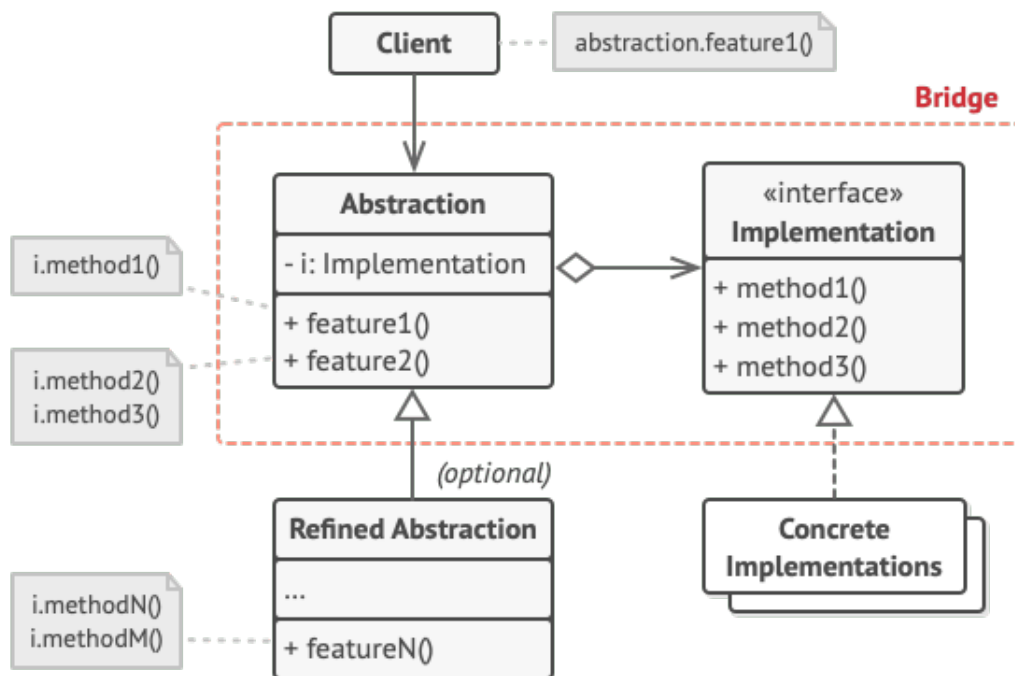 Client
abstraction.feature1()
Bridge
Abstraction
- i: Implementation
+ feature1()
+ feature2()
«interface»
Implementation
+ method1()
+ method2()
+ method3()
i.method1()
i.method2()
i.method3()
(optional)
Refined Abstraction
...
+ featureN()
Concrete
Implementations
i.methodN()
i.methodM()